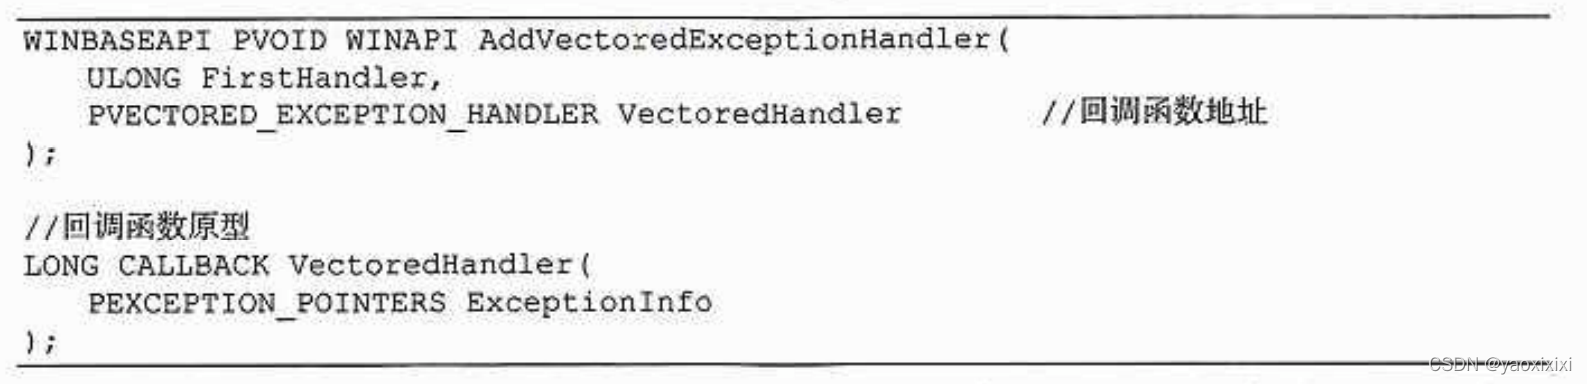 WINBASEAPI PVOID WINAPI AddVectoredExceptionHandler(
ULONG FirstHandler,
PVECTORED_EXCEPTION_HANDLER VectoredHandler //回调函数地址
);
//回调函数原型
LONG CALLBACK VectoredHandler(
PEXCEPTION_POINTERS ExceptionInfo
);
CSDN @yaoxixixi